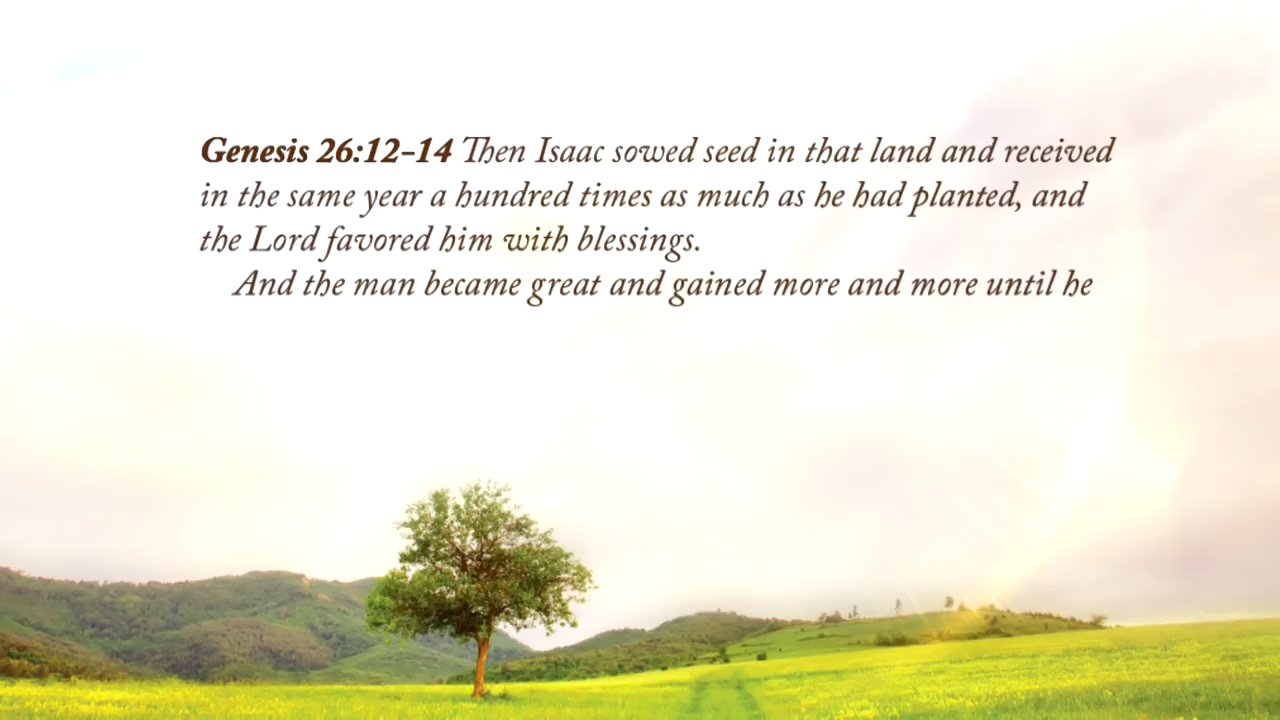 Genesis 26:12-14 Then Isaac sowed seed in that land and received
in the same year a hundred times as much as he had planted, and
the Lord favored him with blessings.
And the man became great and gained more and more until he